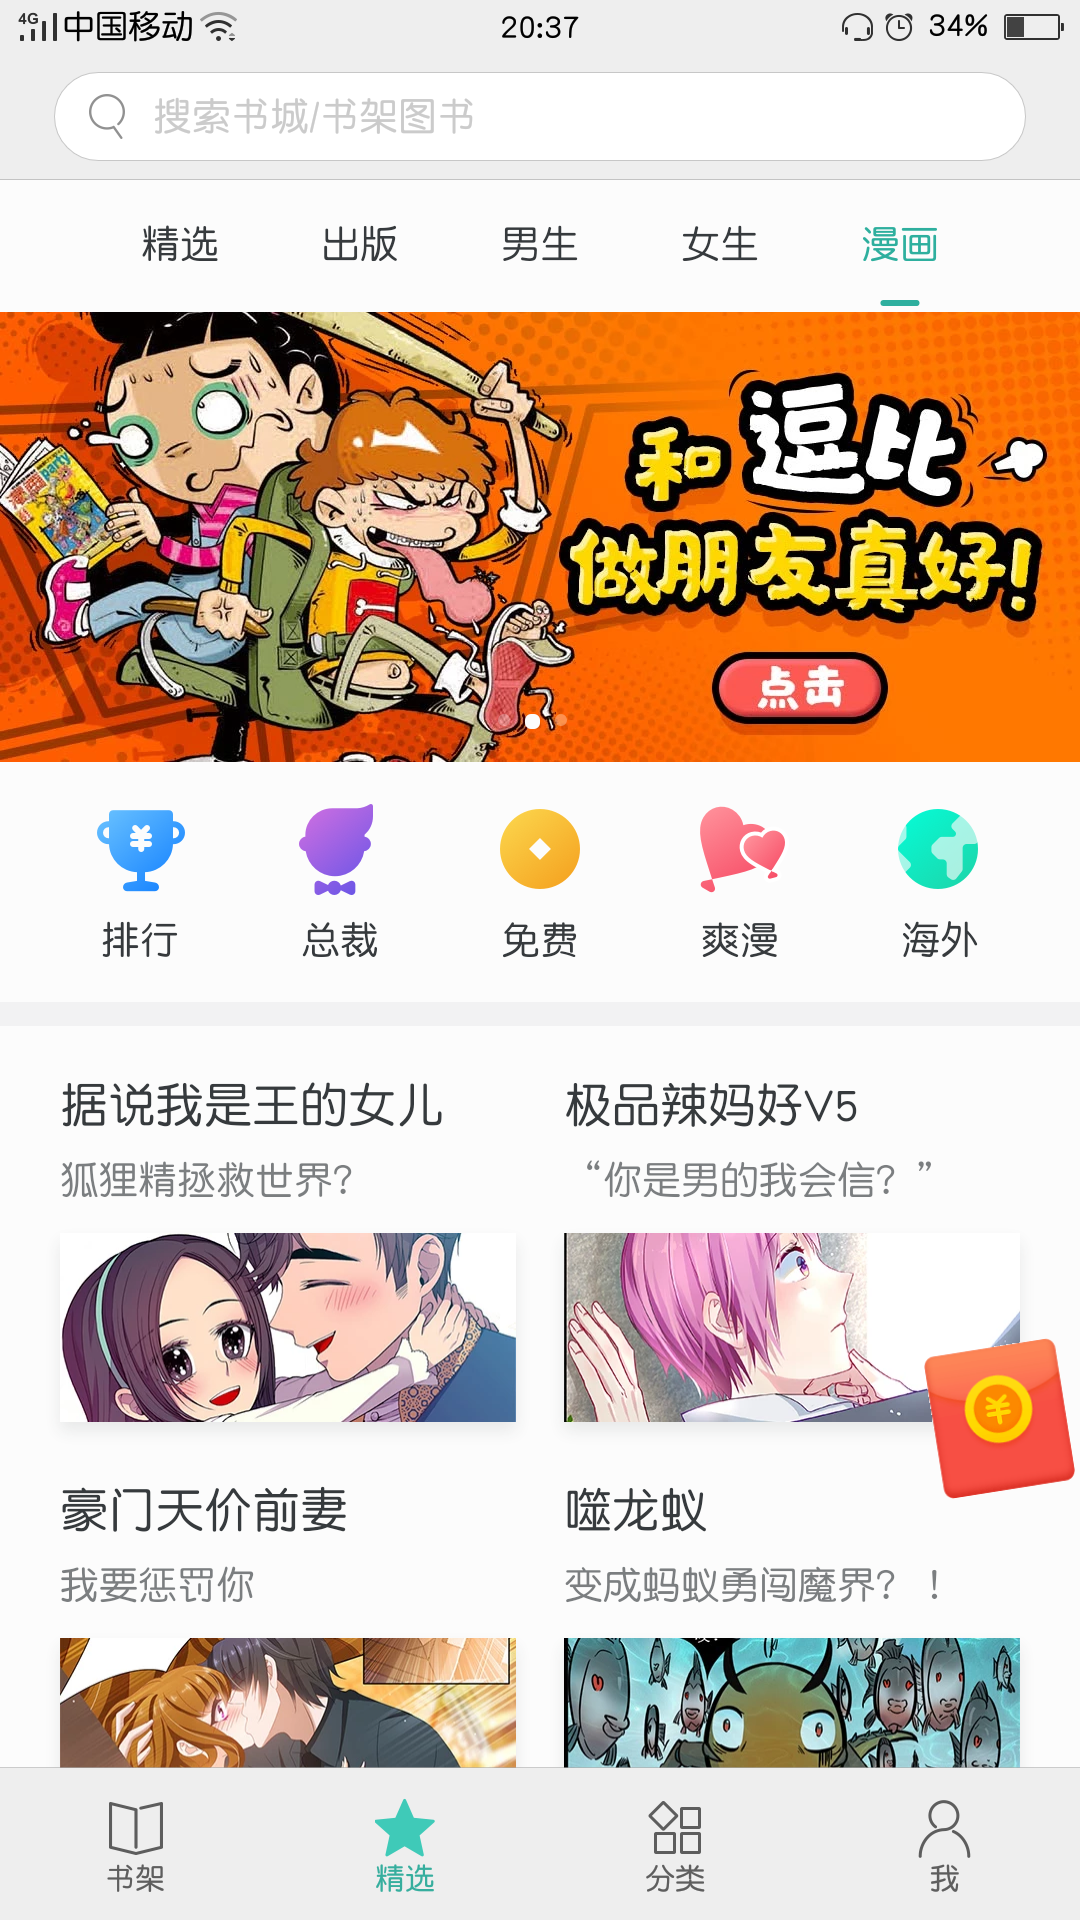 4G 中国移动 20:37 34%
搜索书城/书架图书
精选 出版 男生 女生 漫画
Party
和逗比
做朋友真好!
点击
排行 总裁 免费 爽漫 海外
据说我是王的女儿
狐狸精拯救世界?
极品辣妈好V5
“你是男的我会信?”
豪门天价前妻
我要惩罚你
噬龙蚁
变成蚂蚁勇闯魔界?!
书架 精选 分类 我